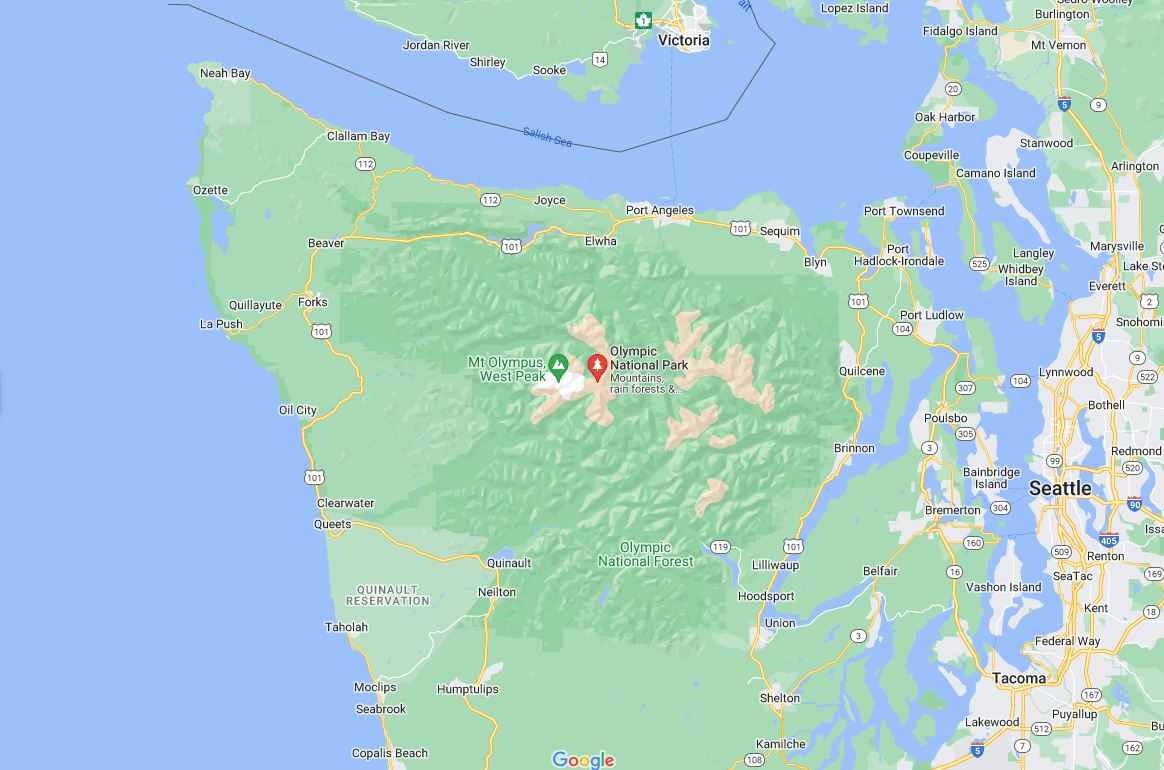 Lopez Island
Sedro-Woolley
Burlington
1
Victoria
Fidalgo Island
Mt Vernon
Jordan River
Shirley
Sooke
14
Neah Bay
20
5
9
Oak Harbor
Salish Sea
Clallam Bay
Stanwood
Coupeville
112
Arlington
Camano Island
Ozette
112
Joyce
Port Angeles
Port Townsend
101
Sequim
Beaver
101
Elwha
Port
Hadlock-Irondale
Blyn
Langley
Marysville
525
Whidbey
Island
Lake
Everett
Quillayute
Forks
101
2
La Push
101
104
Port Ludlow
5
Olympic
National Park
Mountains,
rain forests &...
Mt Olympus,
West Peak
Quilcene
9
Lynnwood
104
522
307
Oil City
Bothell
Poulsbo
305
3
Brinnon
Redmond
99
520
Bainbridge
Island
101
Seattle
Clearwater
304
90
Bremerton
Queets
405
119
101
160
Olympic
National Forest
509
Renton
Quinault
Lilliwaup
Belfair
16
SeaTac
169
QUINAULT
RESERVATION
Neilton
Hoodsport
Vashon Island
Kent
18
Taholah
Union
3
Federal Way
Moclips
Humptulips
Tacoma
167
Shelton
Seabrook
Puyallup
Lakewood
512
Kamilche
5
7
162
Copalis Beach
108
Google